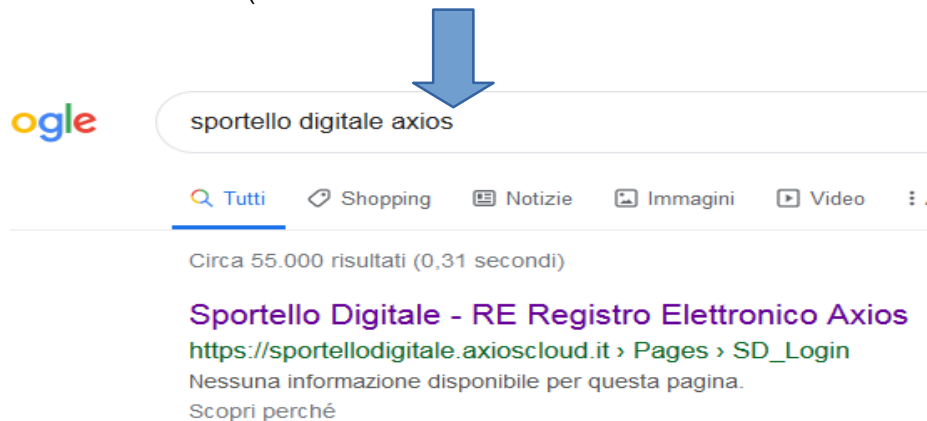 (
ogle
sportello digitale axios
Tutti Shopping Notizie Immagini Video
Circa 55.000 risultati (0,31 secondi)
Sportello Digitale - RE Registro Elettronico Axios
https://sportellodigitale.axioscloud.it › Pages › SD_Login
Nessuna informazione disponibile per questa pagina.
Scopri perché